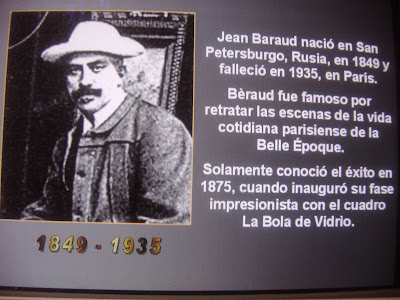 Jean Baraud nació en San
Petersburgo, Rusia, en 1849 y
falleció en 1935, en París.
Bèraud fue famoso por
retratar las escenas de la vida
cotidiana parisiense de la
Belle Époque.
Solamente conoció el éxito en
1875, cuando inauguró su fase
impresionista con el cuadro
La Bola de Vidrio.
1849 - 1935